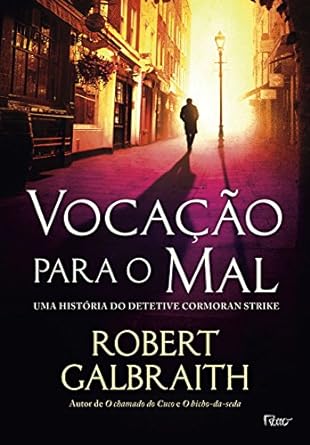 VOCAÇÃO
PARA O MAL
UMA HISTÓRIA DO DETETIVE CORMORAN STRIKE
ROBERT
GALBRAITH
Autor de O chamado do Cuco e O bicho-da-seda
Rocco